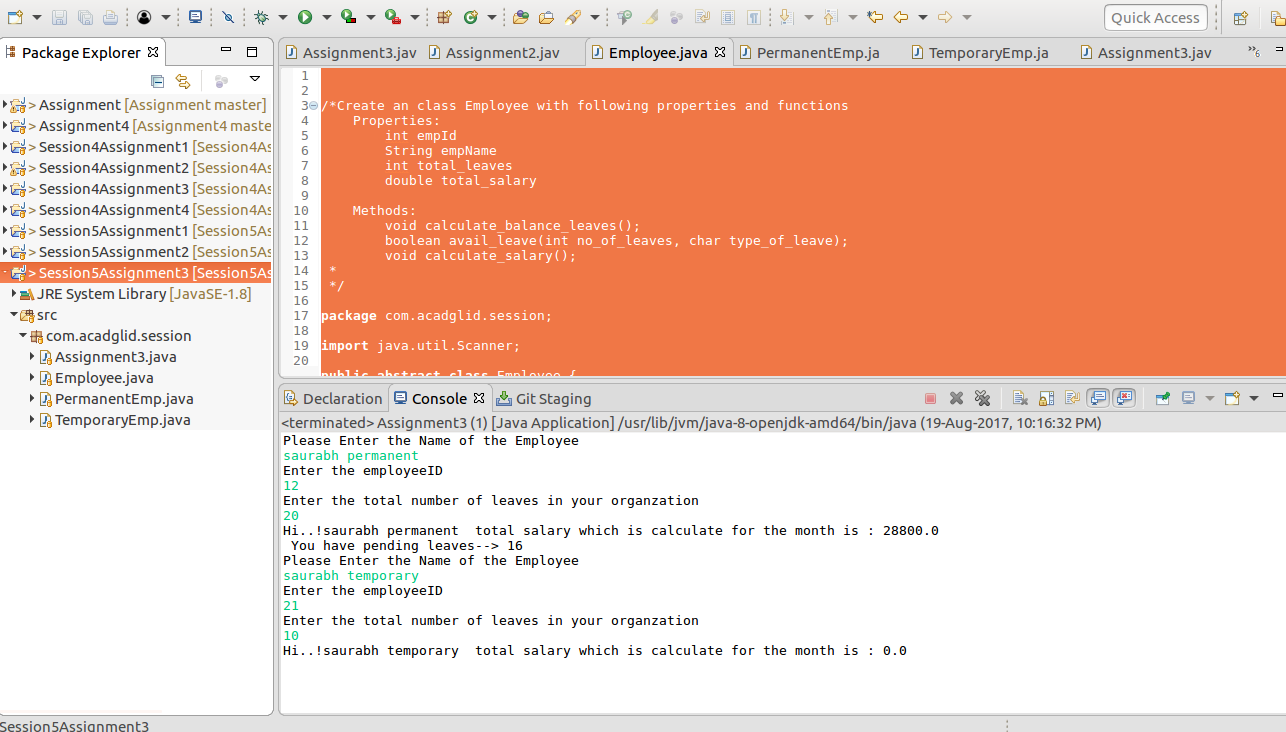 Quick Access
Package Explorer
> Assignment [Assignment master]
> Assignment4 [Assignment4 maste
> Session4Assignment1 [Session4As
> Session4Assignment2 [Session4As
> Session4Assignment3 [Session4As
> Session4Assignment4 [Session4As
> Session5Assignment1 [Session5As
> Session5Assignment2 [Session5As
> Session5Assignment3 [Session5As
JRE System Library [JavaSE-1.8]
src
com.acadglid.session
Assignment3.java
Employee.java
PermanentEmp.java
TemporaryEmp.java
Assignment3.jav Assignment2.jav Employee.java PermanentEmp.ja TemporaryEmp.ja Assignment3.jav »6
1
2
3 /*Create an class Employee with following properties and functions
4 Properties:
5 int empId
6 String empName
7 int total_leaves
8 double total_salary
9
10 Methods:
11 void calculate_balance_leaves();
12 boolean avail_leave(int no_of_leaves, char type_of_leave);
13 void calculate_salary();
14 *
15 */
16
17 package com.acadglid.session;
18
19 import java.util.Scanner;
20
public abstract class Employee {
Declaration Console Git Staging
<terminated> Assignment3 (1) [Java Application] /usr/lib/jvm/java-8-openjdk-amd64/bin/java (19-Aug-2017, 10:16:32 PM)
Please Enter the Name of the Employee
saurabh permanent
Enter the employeeID
12
Enter the total number of leaves in your organzation
20
Hi..!saurabh permanent  total salary which is calculate for the month is : 28800.0
You have pending leaves--> 16
Please Enter the Name of the Employee
saurabh temporary
Enter the employeeID
21
Enter the total number of leaves in your organzation
10
Hi..!saurabh temporary  total salary which is calculate for the month is : 0.0
Session5Assignment3